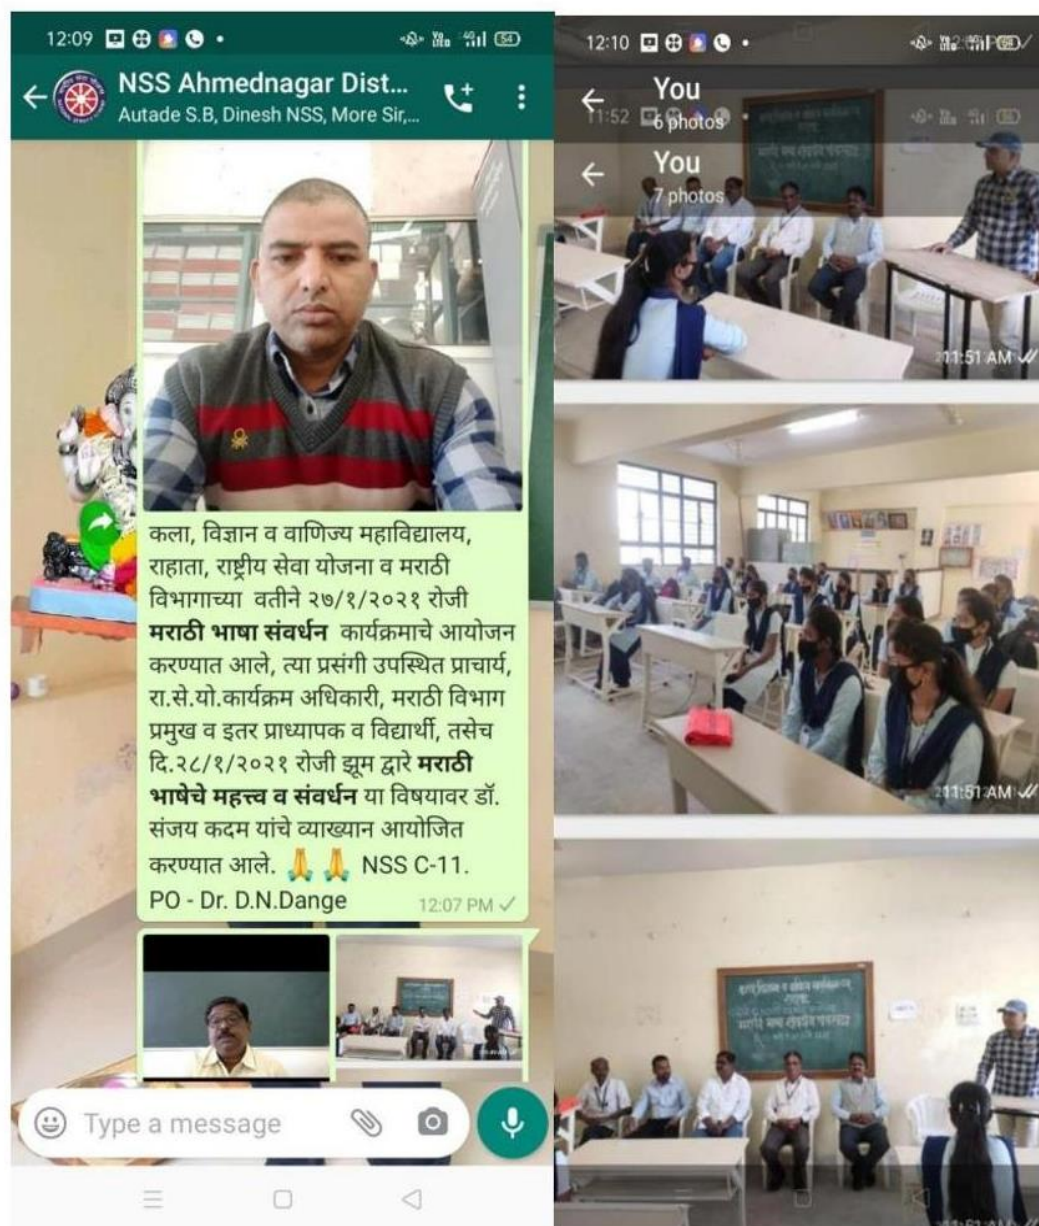 12:09
54
NSS Ahmednagar Dist...
Autade S.B, Dinesh NSS, More Sir,...
कला, विज्ञान व वाणिज्य महाविद्यालय,
राहाता, राष्ट्रीय सेवा योजना व मराठी
विभागाच्या वतीने २७/१/२०२१ रोजी
मराठी भाषा संवर्धन कार्यक्रमाचे आयोजन
करण्यात आले, त्या प्रसंगी उपस्थित प्राचार्य,
रा.से.यो.कार्यक्रम अधिकारी, मराठी विभाग
प्रमुख व इतर प्राध्यापक व विद्यार्थी, तसेच
दि.२८/१/२०२१ रोजी झूम द्वारे मराठी
भाषेचे महत्त्व व संवर्धन या विषयावर डॉ.
संजय कदम यांचे व्याख्यान आयोजित
करण्यात आले. 🙏 🙏 NSS C-11.
PO - Dr. D.N.Dange
12:07 PM
Type a message
12:10
You
11:52
6 photos
You
7 photos
11:51 AM
11:51 AM